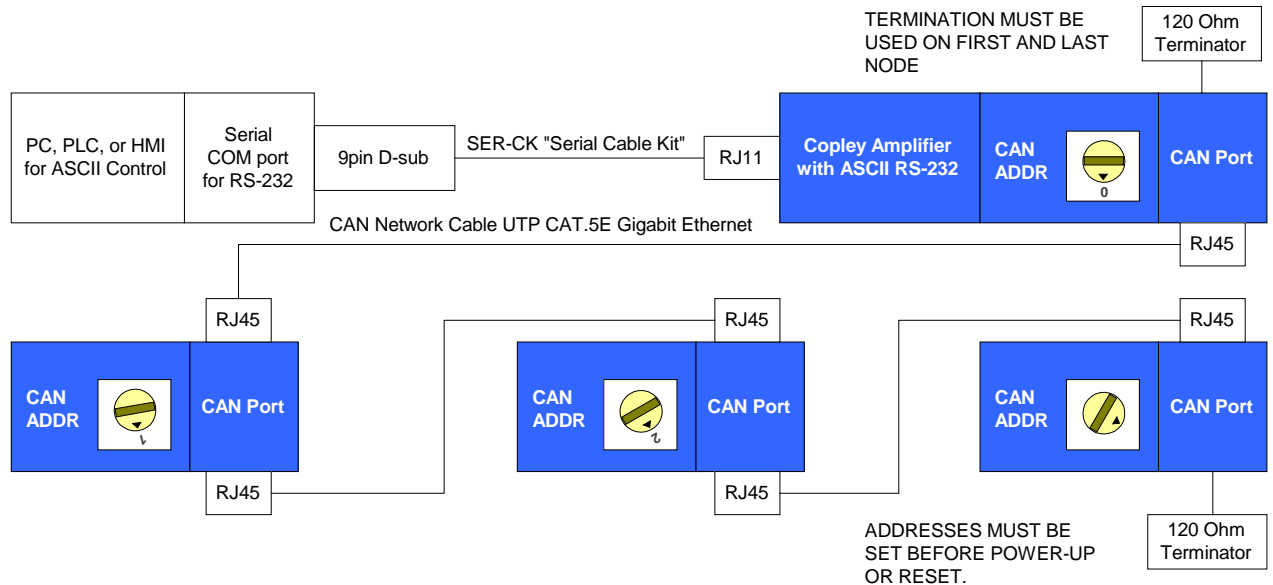 TERMINATION MUST BE
USED ON FIRST AND LAST
NODE
120 Ohm
Terminator
PC, PLC, or HMI
for ASCII Control
Serial
COM port
for RS-232
9pin D-sub
SER-CK "Serial Cable Kit"
RJ11
Copley Amplifier
with ASCII RS-232
CAN
ADDR
0
CAN Port
CAN Network Cable UTP CAT.5E Gigabit Ethernet
RJ45
RJ45
RJ45
RJ45
CAN
ADDR
1
CAN Port
CAN
ADDR
2
CAN Port
CAN
ADDR
CAN Port
RJ45
RJ45
ADDRESSES MUST BE
SET BEFORE POWER-UP
OR RESET.
120 Ohm
Terminator